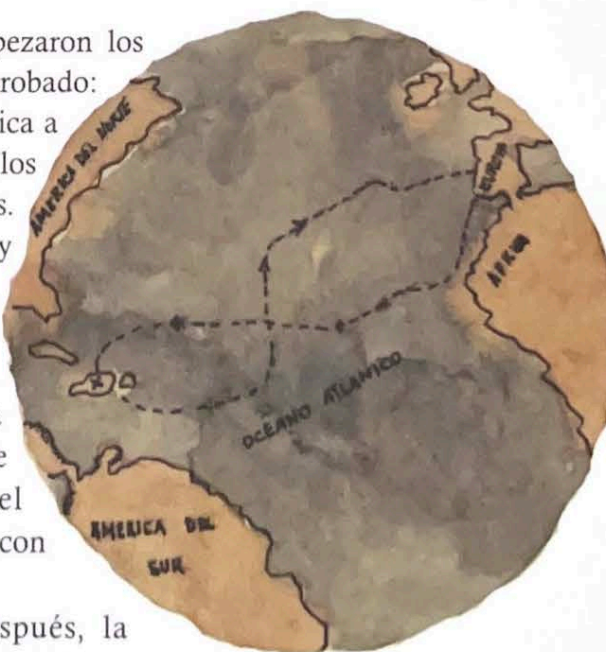 pezaron los
robado:
ica a
los
s.
y
e
el
con
spués, la
AMERICA DEL NORTE
EUROPA
AFRICA
OCEANO ATLANTICO
AMERICA DEL
SUR